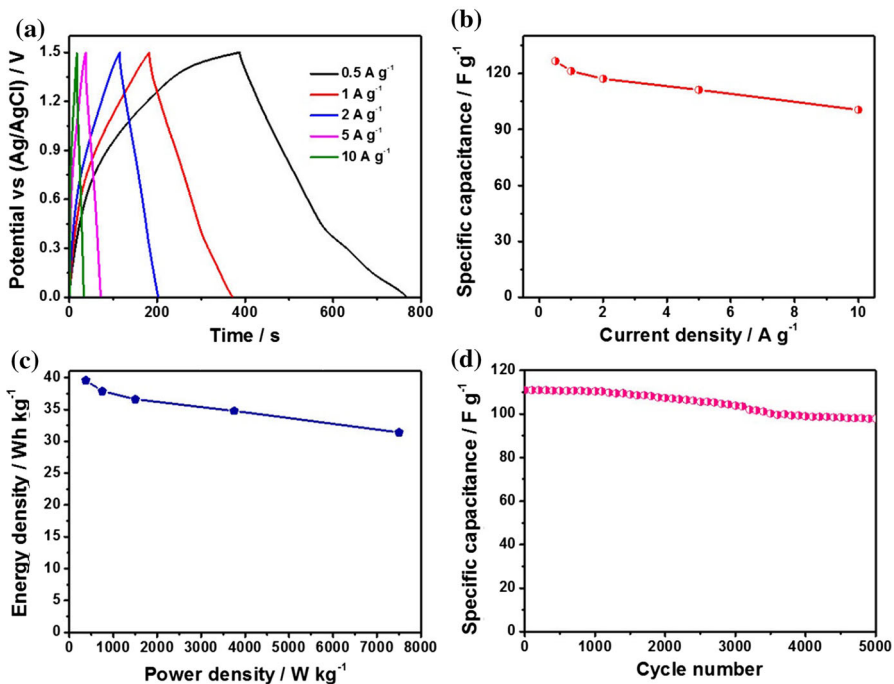 (a)
Potential vs (Ag/AgCl) / V
1.5
1.2
0.9
0.6
0.3
0.0
0.5 A g⁻¹
1 A g⁻¹
2 A g⁻¹
5 A g⁻¹
10 A g⁻¹
0 200 400 600 800
Time / s
(b)
Specific capacitance / F g⁻¹
120
90
60
30
0
0 2 4 6 8 10
Current density / A g⁻¹
(c)
Energy density / Wh kg⁻¹
40
35
30
25
20
15
10
5
0
0 1000 2000 3000 4000 5000 6000 7000 8000
Power density / W kg⁻¹
(d)
Specific capacitance / F g⁻¹
120
100
80
60
40
20
0
0 1000 2000 3000 4000 5000
Cycle number